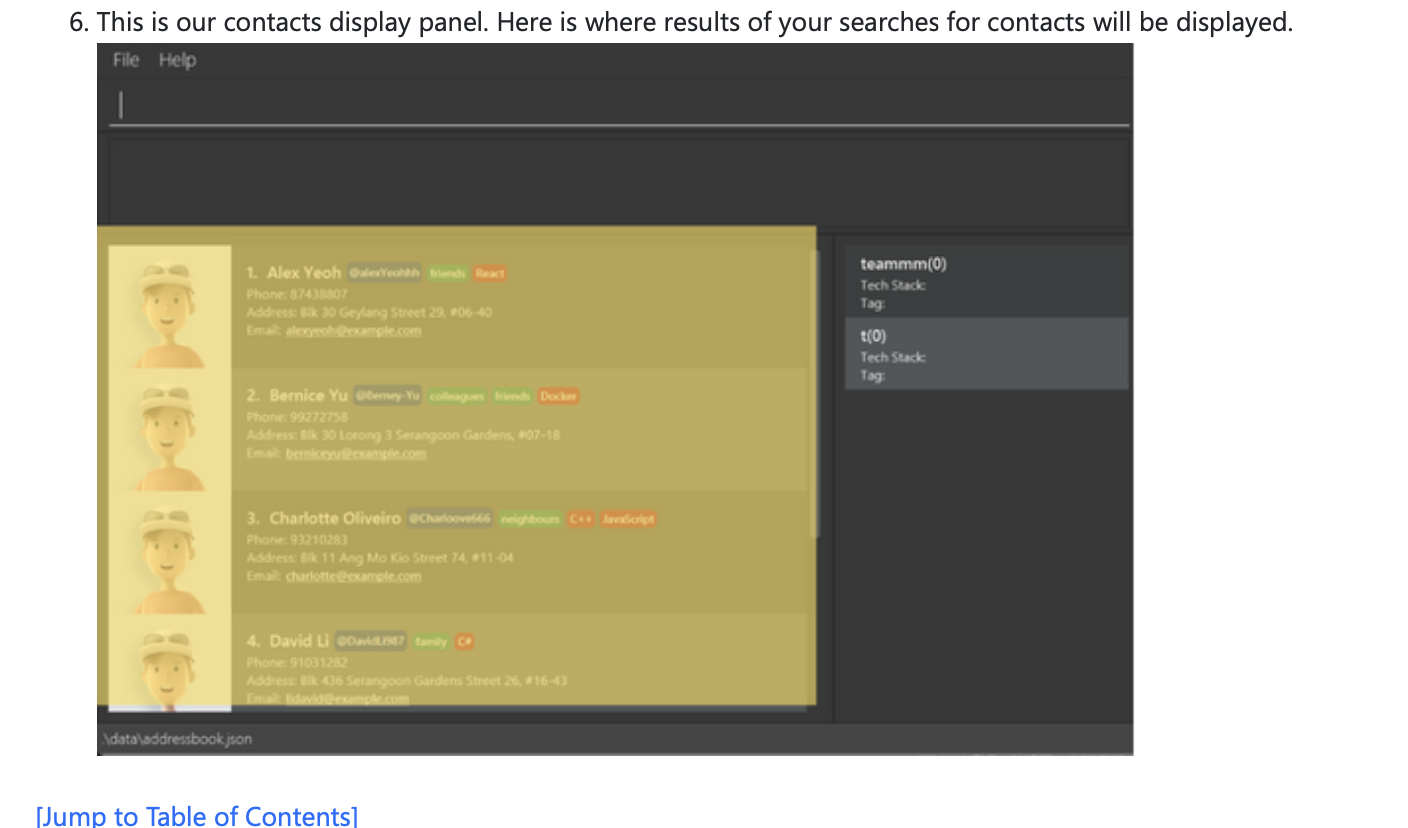 6. This is our contacts display panel. Here is where results of your searches for contacts will be displayed.
File Help
1. Alex Yeoh @alexYeohhh friends React
Phone: 87438807
Address: Blk 30 Geylang Street 29, #06-40
Email: alexyeoh@example.com
2. Bernice Yu @Berney-Yu colleagues friends Docker
Phone: 99272758
Address: Blk 30 Lorong 3 Serangoon Gardens, #07-18
Email: berniceyu@example.com
3. Charlotte Oliveiro @Charloove666 neighbours C++ JavaScript
Phone: 93210283
Address: Blk 11 Ang Mo Kio Street 74, #11-04
Email: charlotte@example.com
4. David Li @DavidLi987 family C#
Phone: 91031282
Address: Blk 436 Serangoon Gardens Street 26, #16-43
Email: lidavid@example.com
teammm(0)
Tech Stack:
Tag:
t(0)
Tech Stack:
Tag:
.\data\addressbook.json
[Jump to Table of Contents]